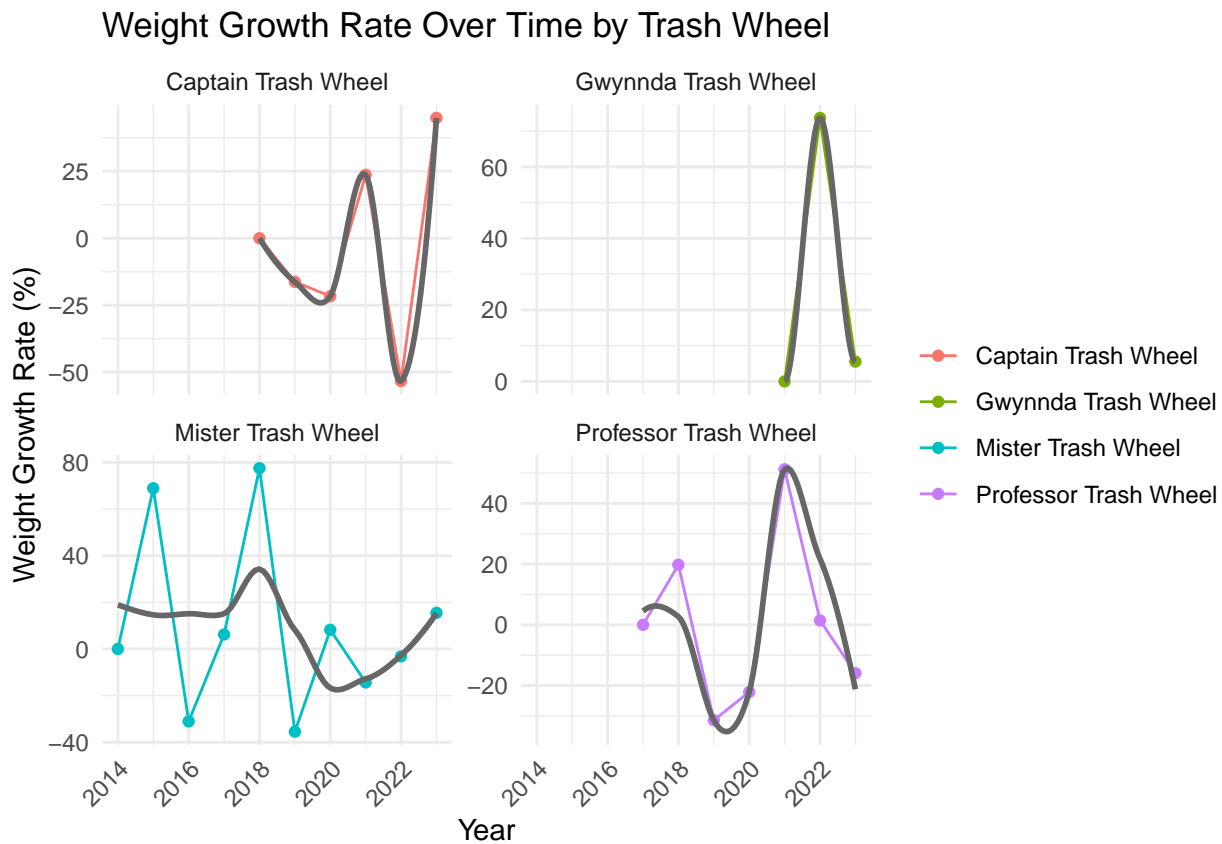 Weight Growth Rate Over Time by Trash Wheel
Captain Trash Wheel
Gwynnda Trash Wheel
25
0
−25
−50
60
40
20
0
Mister Trash Wheel
Professor Trash Wheel
80
40
0
−40
40
20
0
−20
2014
2016
2018
2020
2022
2014
2016
2018
2020
2022
Year
Weight Growth Rate (%)
Captain Trash Wheel
Gwynnda Trash Wheel
Mister Trash Wheel
Professor Trash Wheel